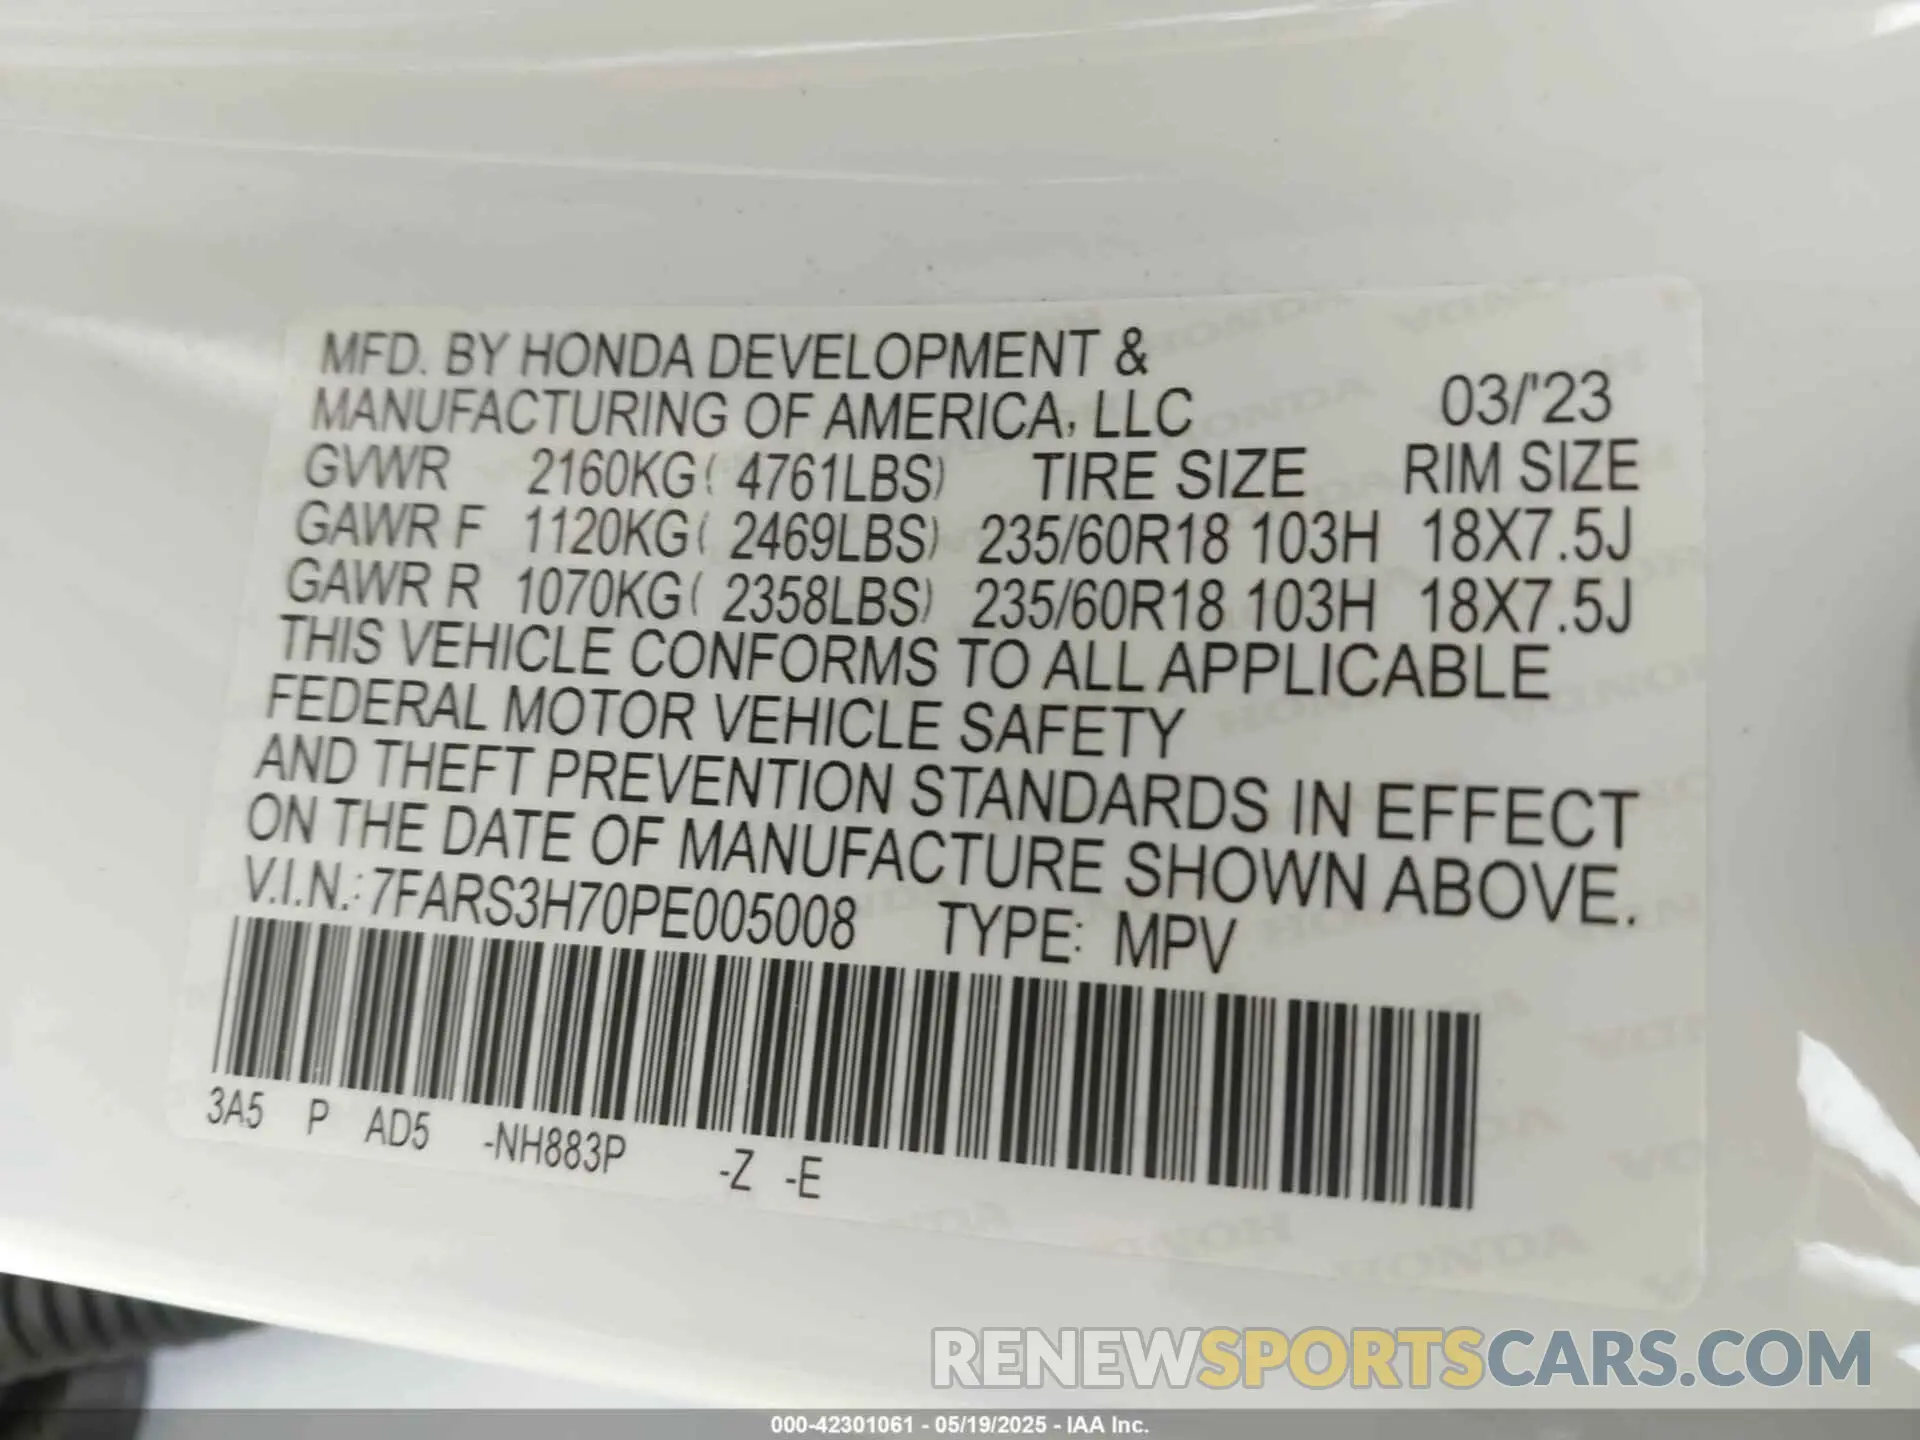 MFD. BY HONDA DEVELOPMENT &
MANUFACTURING OF AMERICA, LLC 03/'23
GVWR 2160KG( 4761LBS) TIRE SIZE RIM SIZE
GAWR F 1120KG( 2469LBS) 235/60R18 103H 18X7.5J
GAWR R 1070KG( 2358LBS) 235/60R18 103H 18X7.5J
THIS VEHICLE CONFORMS TO ALL APPLICABLE
FEDERAL MOTOR VEHICLE SAFETY
AND THEFT PREVENTION STANDARDS IN EFFECT
ON THE DATE OF MANUFACTURE SHOWN ABOVE.
V.I.N.: 7FARS3H70PE005008 TYPE: MPV
3A5 P AD5 -NH883P -Z -E
RENEWSPORTSCARS.COM
000-42301061 - 05/19/2025 - IAA Inc.